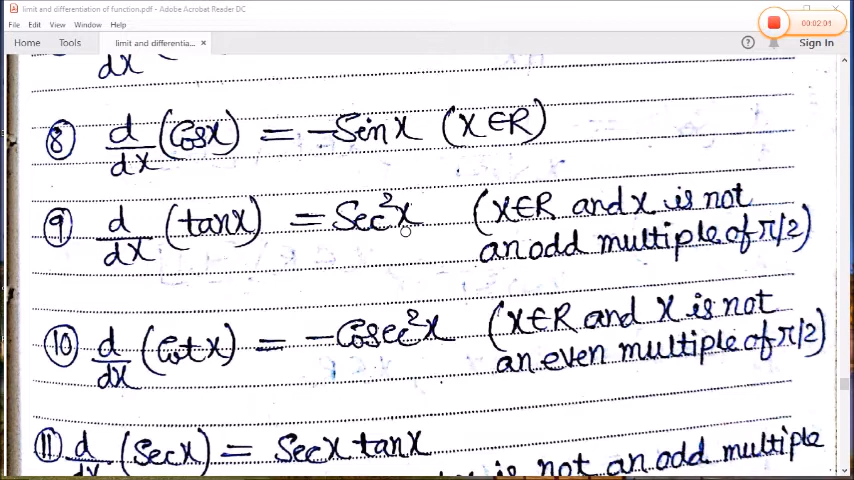 limit and differentiation of function.pdf - Adobe Acrobat Reader DC
File Edit View Window Help
00:02:01
Home Tools limit and differentia... × Sign In
dx
⑧ d/dx (Cosx) = -Sinx (x∈R)
⑨ d/dx (tanx) = Sec²x (x∈R and x is not
an odd multiple of π/2)
⑩ d/dx (Cotx) = -Cosec²x (x∈R and x is not
an even multiple of π/2)
⑪ d/dx (Secx) = Secx tanx
is not an odd multiple